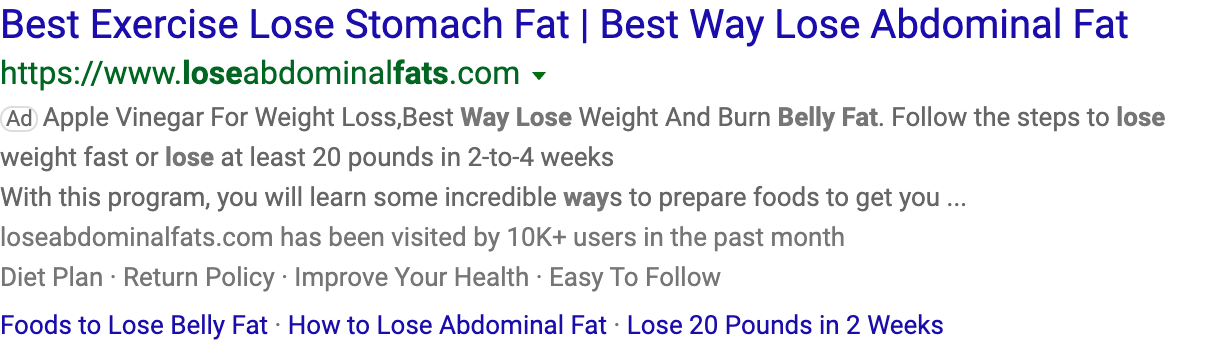 Best Exercise Lose Stomach Fat | Best Way Lose Abdominal Fat
https://www.loseabdominalfats.com
Ad Apple Vinegar For Weight Loss,Best Way Lose Weight And Burn Belly Fat. Follow the steps to lose
weight fast or lose at least 20 pounds in 2-to-4 weeks
With this program, you will learn some incredible ways to prepare foods to get you ...
loseabdominalfats.com has been visited by 10K+ users in the past month
Diet Plan · Return Policy · Improve Your Health · Easy To Follow
Foods to Lose Belly Fat · How to Lose Abdominal Fat · Lose 20 Pounds in 2 Weeks